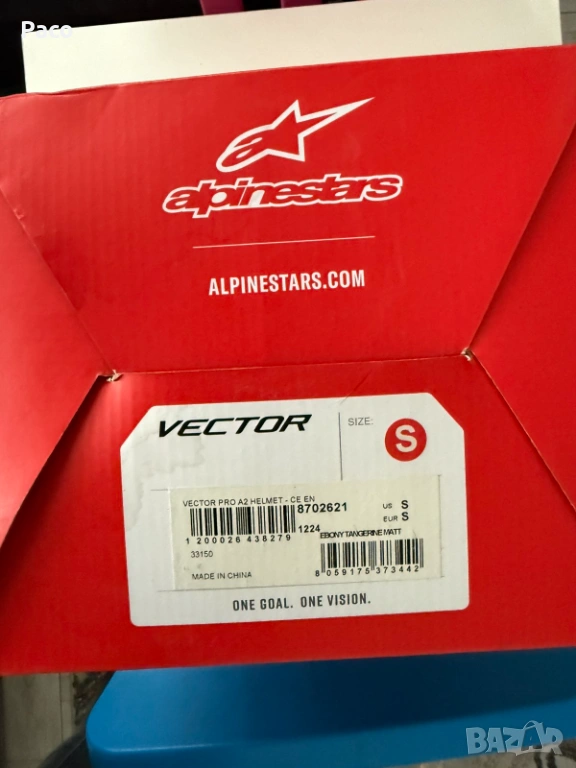 Paco
alpinestars
ALPINESTARS.COM
VECTOR
SIZE: S
VECTOR PRO A2 HELMET - CE EN
8702621
US S
EUR S
1224
EBONY TANGERINE MATT
1 200026 438279
33150
8 059175 373442
MADE IN CHINA
ONE GOAL. ONE VISION.
BAZAR